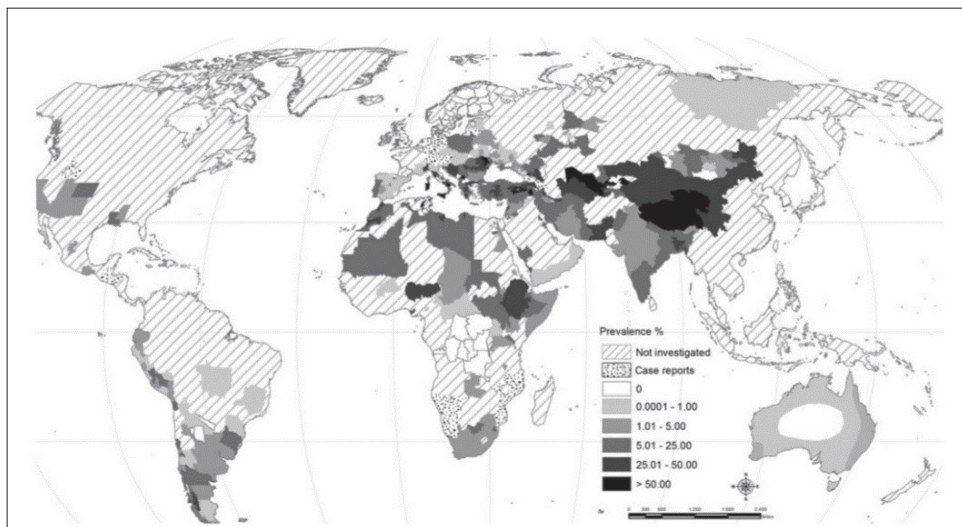 Prevalence %
Not investigated
Case reports
0
0.0001 - 1.00
1.01 - 5.00
5.01 - 25.00
25.01 - 50.00
> 50.00